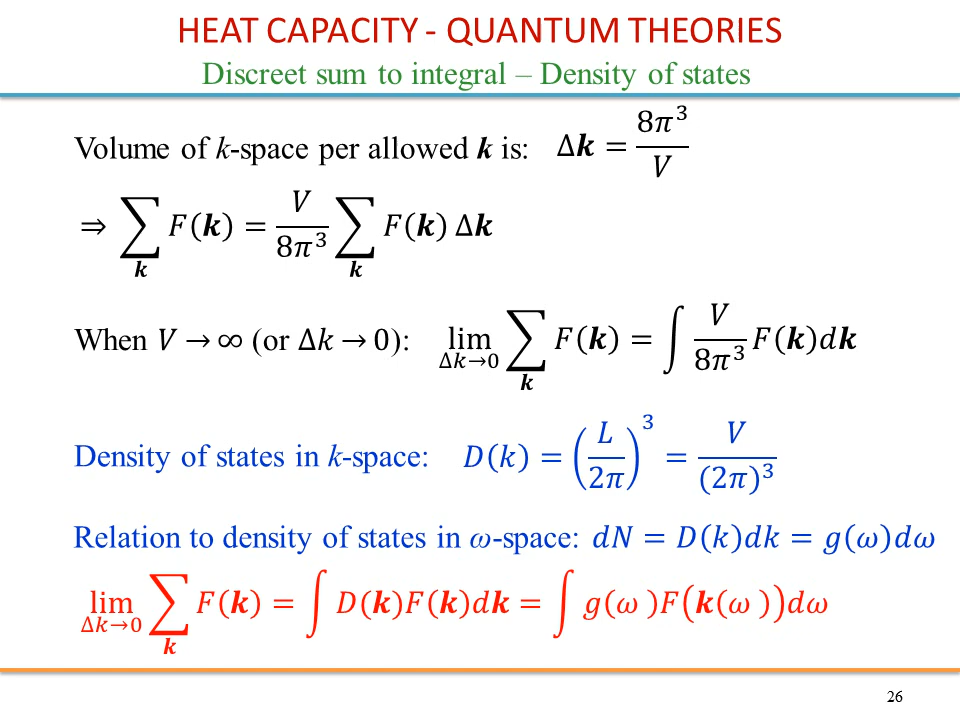 HEAT CAPACITY - QUANTUM THEORIES
Discreet sum to integral – Density of states
Volume of k-space per allowed k is: Δ𝒌 = 8𝜋³/𝑉
⇒ ∑_𝒌 𝐹(𝒌) = 𝑉/8𝜋³ ∑_𝒌 𝐹(𝒌) Δ𝒌
When 𝑉 → ∞ (or Δ𝑘 → 0): lim_{Δ𝑘→0} ∑_𝒌 𝐹(𝒌) = ∫ 𝑉/8𝜋³ 𝐹(𝒌)𝑑𝒌
Density of states in k-space: 𝐷(𝑘) = (𝐿/2𝜋)³ = 𝑉/(2𝜋)³
Relation to density of states in ω-space: 𝑑𝑁 = 𝐷(𝑘)𝑑𝑘 = 𝑔(𝜔)𝑑𝜔
lim_{Δ𝑘→0} ∑_𝒌 𝐹(𝒌) = ∫ 𝐷(𝒌)𝐹(𝒌)𝑑𝒌 = ∫ 𝑔(𝜔 )𝐹(𝒌(𝜔 ))𝑑𝜔
26